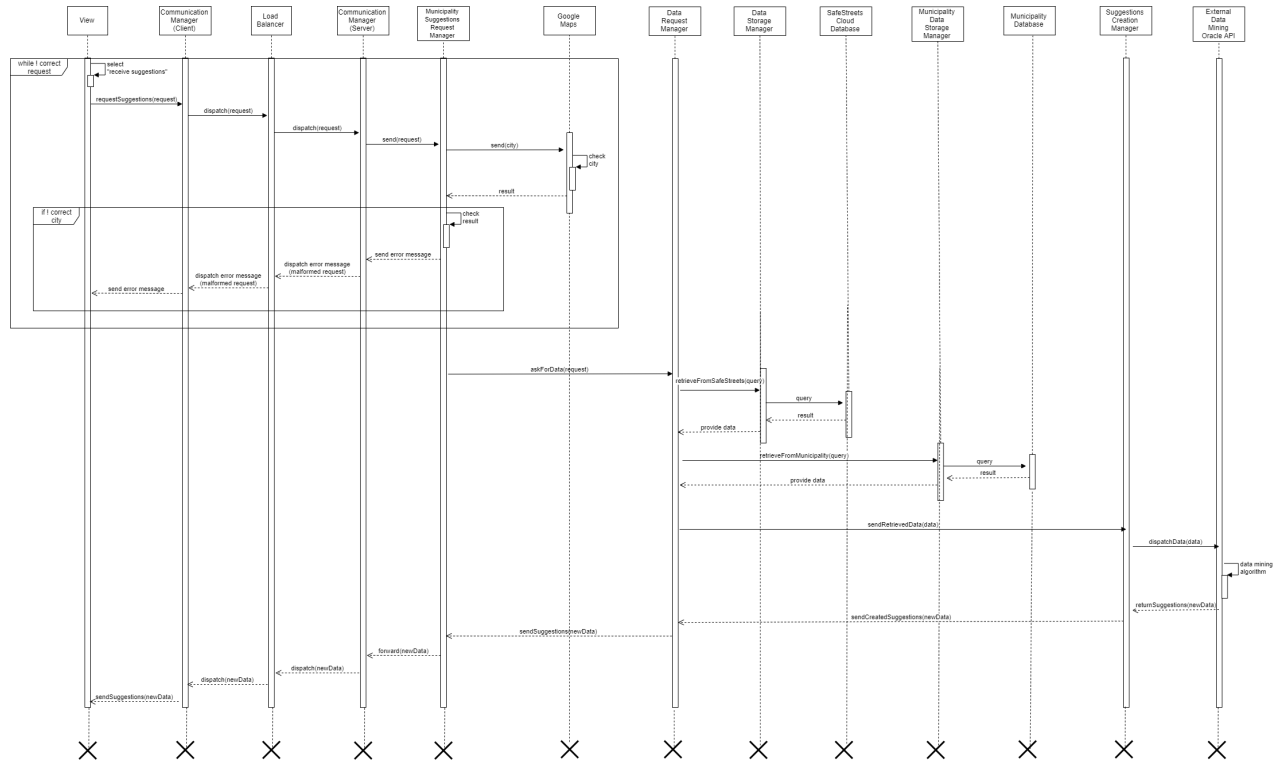 View
Communication
Manager
(Client)
Load
Balancer
Communication
Manager
(Server)
Municipality
Suggestions
Request
Manager
Google
Maps
Data
Request
Manager
Data
Storage
Manager
SafeStreets
Cloud
Database
Municipality
Data
Storage
Manager
Municipality
Database
Suggestions
Creation
Manager
External
Data
Mining
Oracle API
while ! correct
request
select
"receive suggestions"
requestSuggestions(request)
dispatch(request)
dispatch(request)
send(request)
send(city)
check
city
result
if ! correct
city
check
result
send error message
dispatch error message
(malformed request)
dispatch error message
(malformed request)
send error message
askForData(request)
retrieveFromSafeStreets(query)
query
result
provide data
retrieveFromMunicipality(query)
query
result
provide data
sendRetrievedData(data)
dispatchData(data)
data mining
algorithm
returnSuggestions(newData)
sendCreatedSuggestions(newData)
sendSuggestions(newData)
forward(newData)
dispatch(newData)
dispatch(newData)
sendSuggestions(newData)